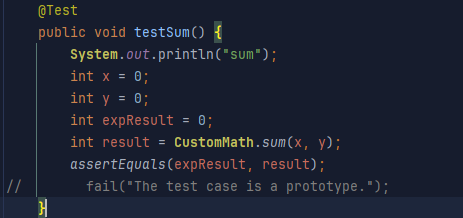 @Test
public void testSum() {
System.out.println("sum");
int x = 0;
int y = 0;
int expResult = 0;
int result = CustomMath.sum(x, y);
assertEquals(expResult, result);
// fail("The test case is a prototype.");
}